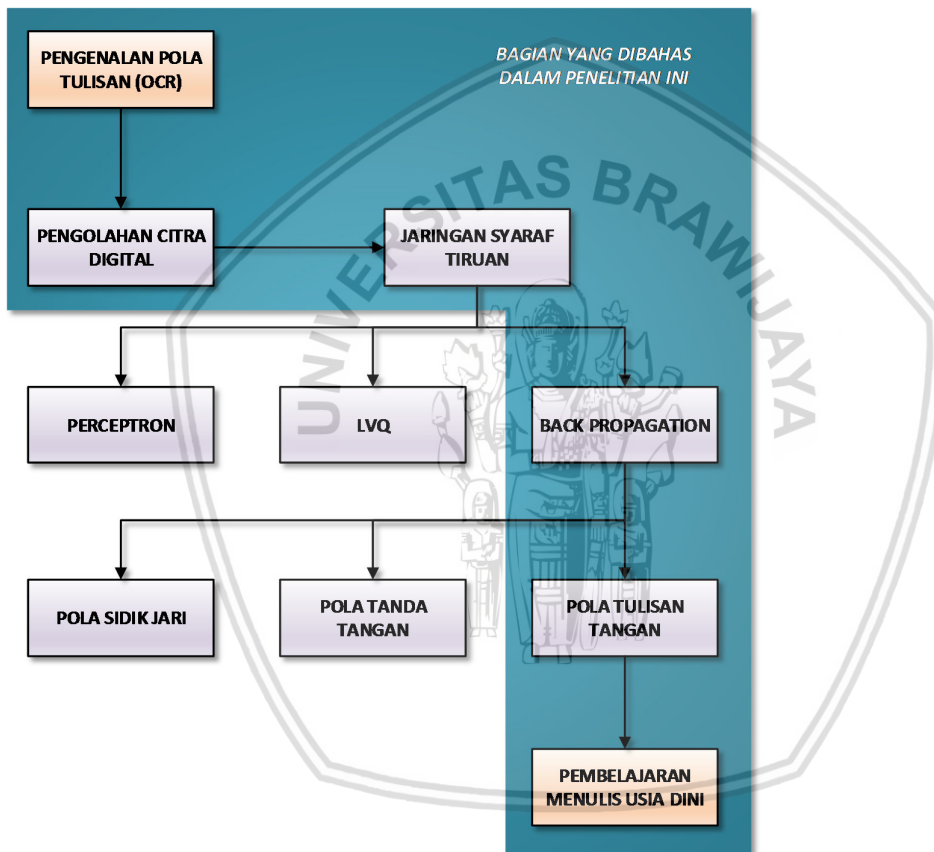 PENGENALAN POLA
TULISAN (OCR)
BAGIAN YANG DIBAHAS
DALAM PENELITIAN INI
UNIVERSITAS BRAWIJAYA
PENGOLAHAN CITRA
DIGITAL
JARINGAN SYARAF
TIRUAN
PERCEPTRON
LVQ
BACK PROPAGATION
POLA SIDIK JARI
POLA TANDA
TANGAN
POLA TULISAN
TANGAN
PEMBELAJARAN
MENULIS USIA DINI